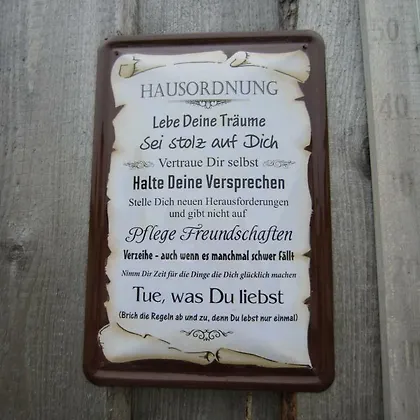 HAUSORDNUNG
Lebe Deine Träume
Sei stolz auf Dich
Vertraue Dir selbst
Halte Deine Versprechen
Stelle Dich neuen Herausforderungen
und gibt nicht auf
Pflege Freundschaften
Verzeihe - auch wenn es manchmal schwer fällt
Nimm Dir Zeit für die Dinge die Dich glücklich machen
Tue, was Du liebst
(Brich die Regeln ab und zu, denn Du lebst nur einmal)
50
40